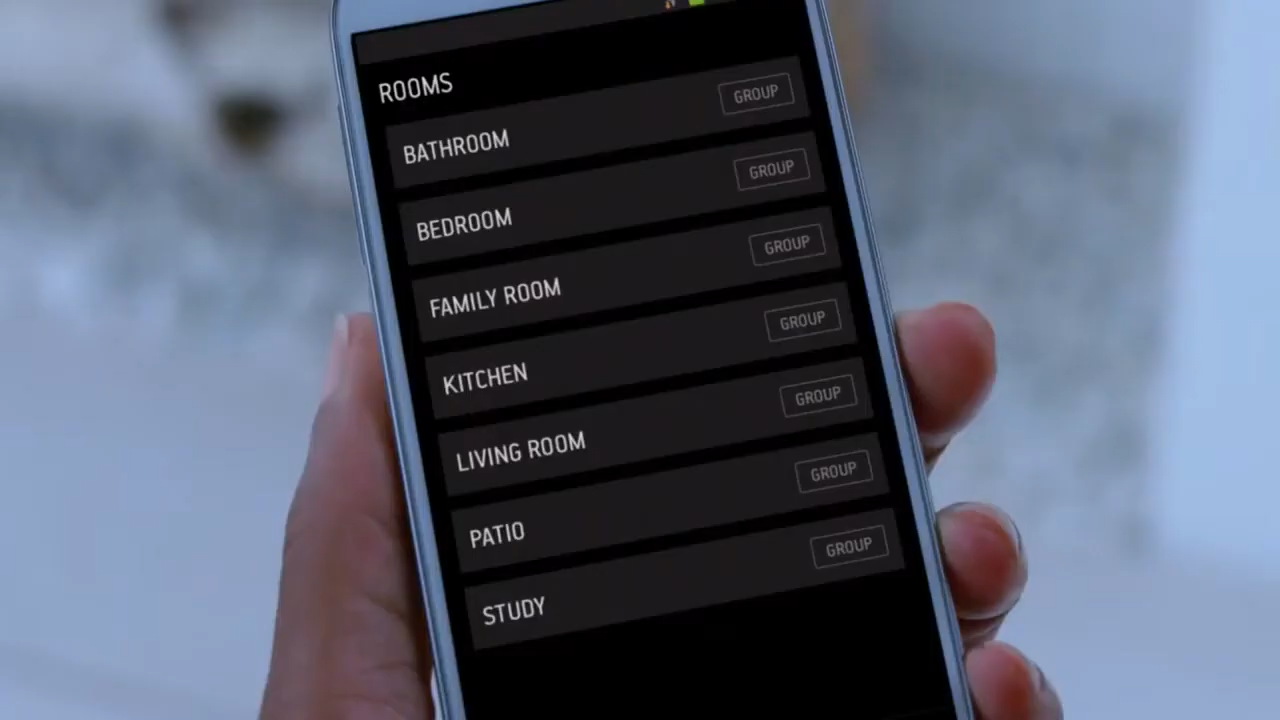 ROOMS
BATHROOM GROUP
BEDROOM GROUP
FAMILY ROOM GROUP
KITCHEN GROUP
LIVING ROOM GROUP
PATIO GROUP
STUDY GROUP